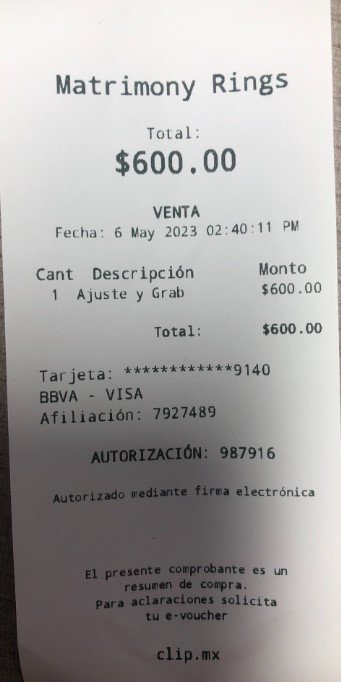 Matrimony Rings
Total:
$600.00
VENTA
Fecha: 6 May 2023 02:40:11 PM
Cant Descripción Monto
1 Ajuste y Grab $600.00
Total: $600.00
Tarjeta: ************9140
BBVA - VISA
Afiliación: 7927489
AUTORIZACIÓN: 987916
Autorizado mediante firma electrónica
El presente comprobante es un
resumen de compra.
Para aclaraciones solicita
tu e-voucher
clip.mx